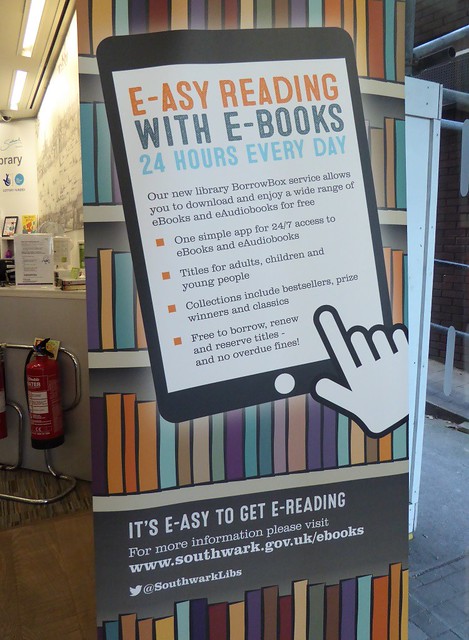 E-ASY READING
WITH E-BOOKS
24 HOURS EVERY DAY
Our new library BorrowBox service allows
you to download and enjoy a wide range of
eBooks and eAudiobooks for free
One simple app for 24/7 access to
eBooks and eAudiobooks
Titles for adults, children and
young people
Collections include bestsellers, prize
winners and classics
Free to borrow, renew
and reserve titles -
and no overdue fines!
IT'S E-ASY TO GET E-READING
For more information please visit
www.southwark.gov.uk/ebooks
@SouthwarkLibs